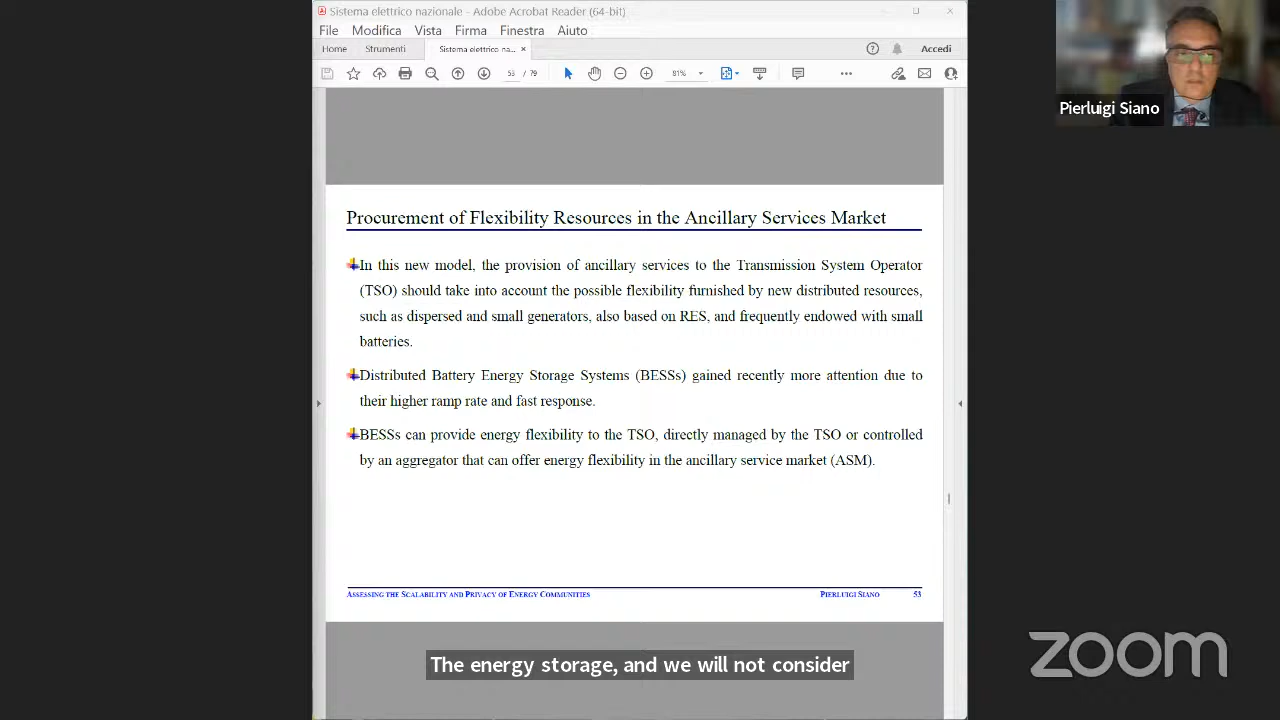 Sistema elettrico nazionale - Adobe Acrobat Reader (64-bit)
File Modifica Vista Firma Finestra Aiuto
Home Strumenti Sistema elettrico na... × Accedi
53 / 79 81%
Pierluigi Siano
Procurement of Flexibility Resources in the Ancillary Services Market
In this new model, the provision of ancillary services to the Transmission System Operator
(TSO) should take into account the possible flexibility furnished by new distributed resources,
such as dispersed and small generators, also based on RES, and frequently endowed with small
batteries.
Distributed Battery Energy Storage Systems (BESSs) gained recently more attention due to
their higher ramp rate and fast response.
BESSs can provide energy flexibility to the TSO, directly managed by the TSO or controlled
by an aggregator that can offer energy flexibility in the ancillary service market (ASM).
ASSESSING THE SCALABILITY AND PRIVACY OF ENERGY COMMUNITIES PIERLUIGI SIANO 53
The energy storage, and we will not consider
zoom